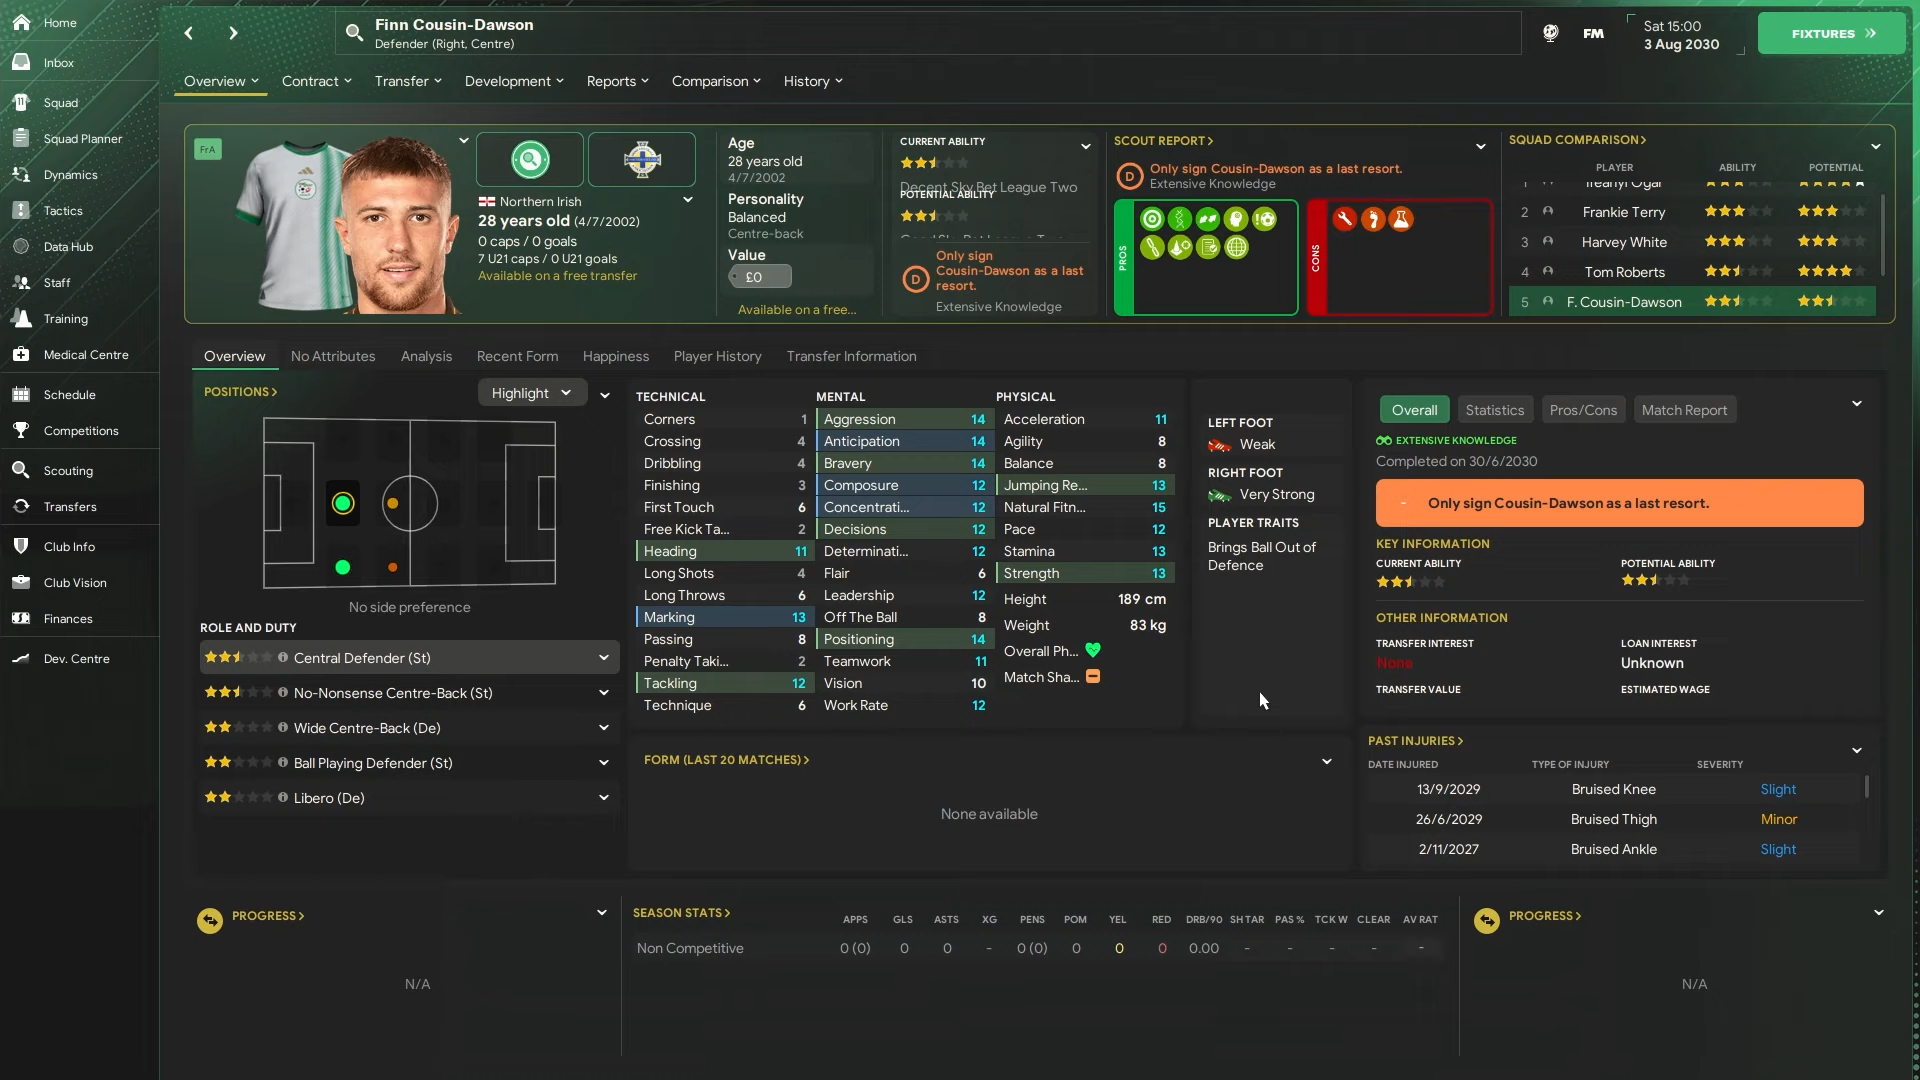 Home
Inbox
Squad
Squad Planner
Dynamics
Tactics
Data Hub
Staff
Training
Medical Centre
Schedule
Competitions
Scouting
Transfers
Club Info
Club Vision
Finances
Dev. Centre
Finn Cousin-Dawson
Defender (Right, Centre)
FM
Sat 15:00
3 Aug 2030
FIXTURES
Overview
Contract
Transfer
Development
Reports
Comparison
History
FrA
Northern Irish
28 years old (4/7/2002)
0 caps / 0 goals
7 U21 caps / 0 U21 goals
Available on a free transfer
Age
28 years old
4/7/2002
Personality
Balanced
Centre-back
Value
£0
Available on a free...
CURRENT ABILITY
Decent Sky Bet League Two
POTENTIAL ABILITY
D
Only sign
Cousin-Dawson as a last
resort.
Extensive Knowledge
SCOUT REPORT
D
Only sign Cousin-Dawson as a last resort.
Extensive Knowledge
PROS
CONS
SQUAD COMPARISON
PLAYER ABILITY POTENTIAL
2 Frankie Terry
3 Harvey White
4 Tom Roberts
5 F. Cousin-Dawson
Overview
No Attributes
Analysis
Recent Form
Happiness
Player History
Transfer Information
POSITIONS
Highlight
No side preference
ROLE AND DUTY
Central Defender (St)
No-Nonsense Centre-Back (St)
Wide Centre-Back (De)
Ball Playing Defender (St)
Libero (De)
TECHNICAL
Corners 1
Crossing 4
Dribbling 4
Finishing 3
First Touch 6
Free Kick Ta... 2
Heading 11
Long Shots 4
Long Throws 6
Marking 13
Passing 8
Penalty Taki... 2
Tackling 12
Technique 6
MENTAL
Aggression 14
Anticipation 14
Bravery 14
Composure 12
Concentrati... 12
Decisions 12
Determinati... 12
Flair 6
Leadership 12
Off The Ball 8
Positioning 14
Teamwork 11
Vision 10
Work Rate 12
PHYSICAL
Acceleration 11
Agility 8
Balance 8
Jumping Re... 13
Natural Fitn... 15
Pace 12
Stamina 13
Strength 13
Height 189 cm
Weight 83 kg
Overall Ph...
Match Sha...
LEFT FOOT
Weak
RIGHT FOOT
Very Strong
PLAYER TRAITS
Brings Ball Out of
Defence
Overall
Statistics
Pros/Cons
Match Report
EXTENSIVE KNOWLEDGE
Completed on 30/6/2030
- Only sign Cousin-Dawson as a last resort.
KEY INFORMATION
CURRENT ABILITY
POTENTIAL ABILITY
OTHER INFORMATION
TRANSFER INTEREST
None
LOAN INTEREST
Unknown
TRANSFER VALUE
ESTIMATED WAGE
FORM (LAST 20 MATCHES)
None available
PAST INJURIES
DATE INJURED TYPE OF INJURY SEVERITY
13/9/2029 Bruised Knee Slight
26/6/2029 Bruised Thigh Minor
2/11/2027 Bruised Ankle Slight
PROGRESS
N/A
SEASON STATS
APPS GLS ASTS XG PENS POM YEL RED DRB/90 SH TAR PAS % TCK W CLEAR AV RAT
Non Competitive 0 (0) 0 0 - 0 (0) 0 0 0 0.00 - - - - -
PROGRESS
N/A